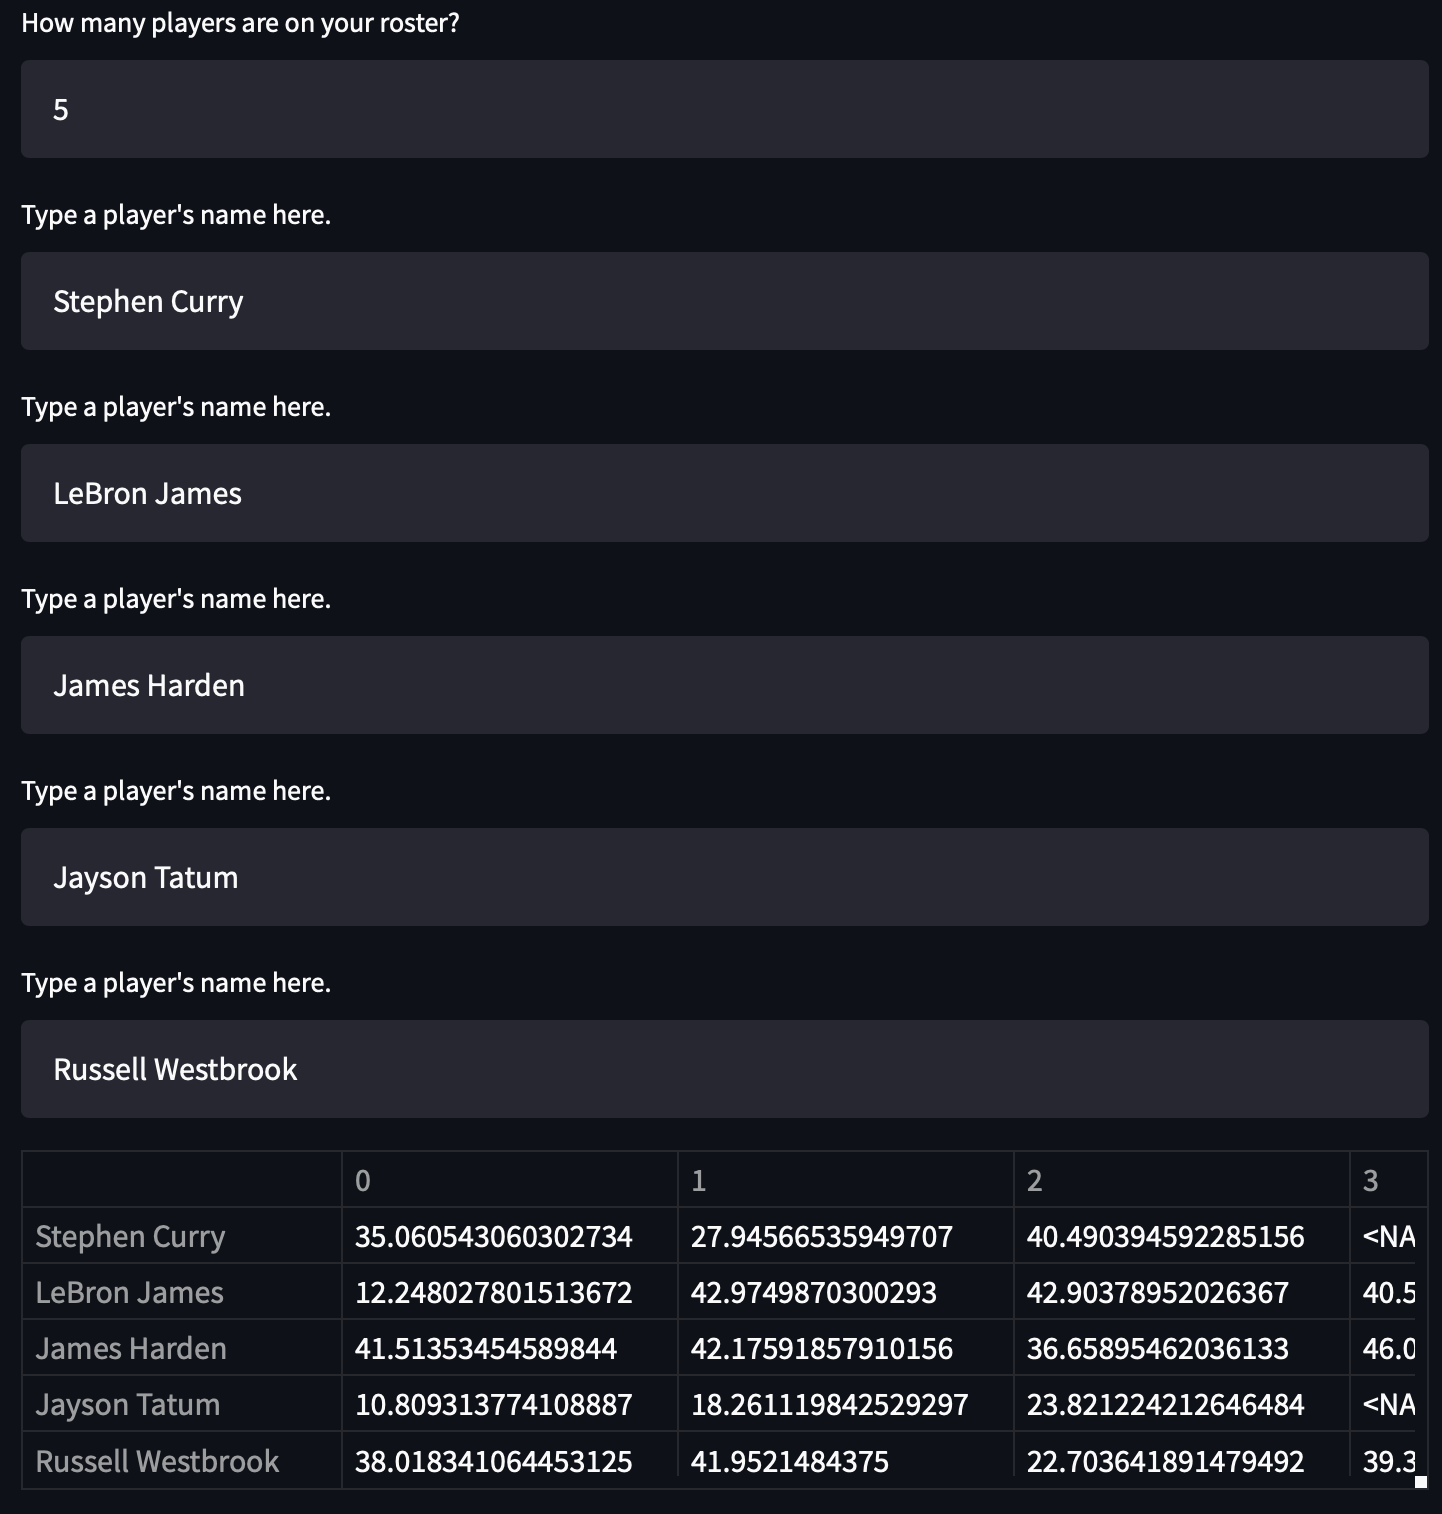 How many players are on your roster?
5
Type a player's name here.
Stephen Curry
Type a player's name here.
LeBron James
Type a player's name here.
James Harden
Type a player's name here.
Jayson Tatum
Type a player's name here.
Russell Westbrook
0 1 2 3
Stephen Curry 35.060543060302734 27.94566535949707 40.490394592285156 <NA
LeBron James 12.248027801513672 42.9749870300293 42.90378952026367 40.5
James Harden 41.51353454589844 42.17591857910156 36.65895462036133 46.0
Jayson Tatum 10.809313774108887 18.261119842529297 23.821224212646484 <NA
Russell Westbrook 38.018341064453125 41.9521484375 22.703641891479492 39.3